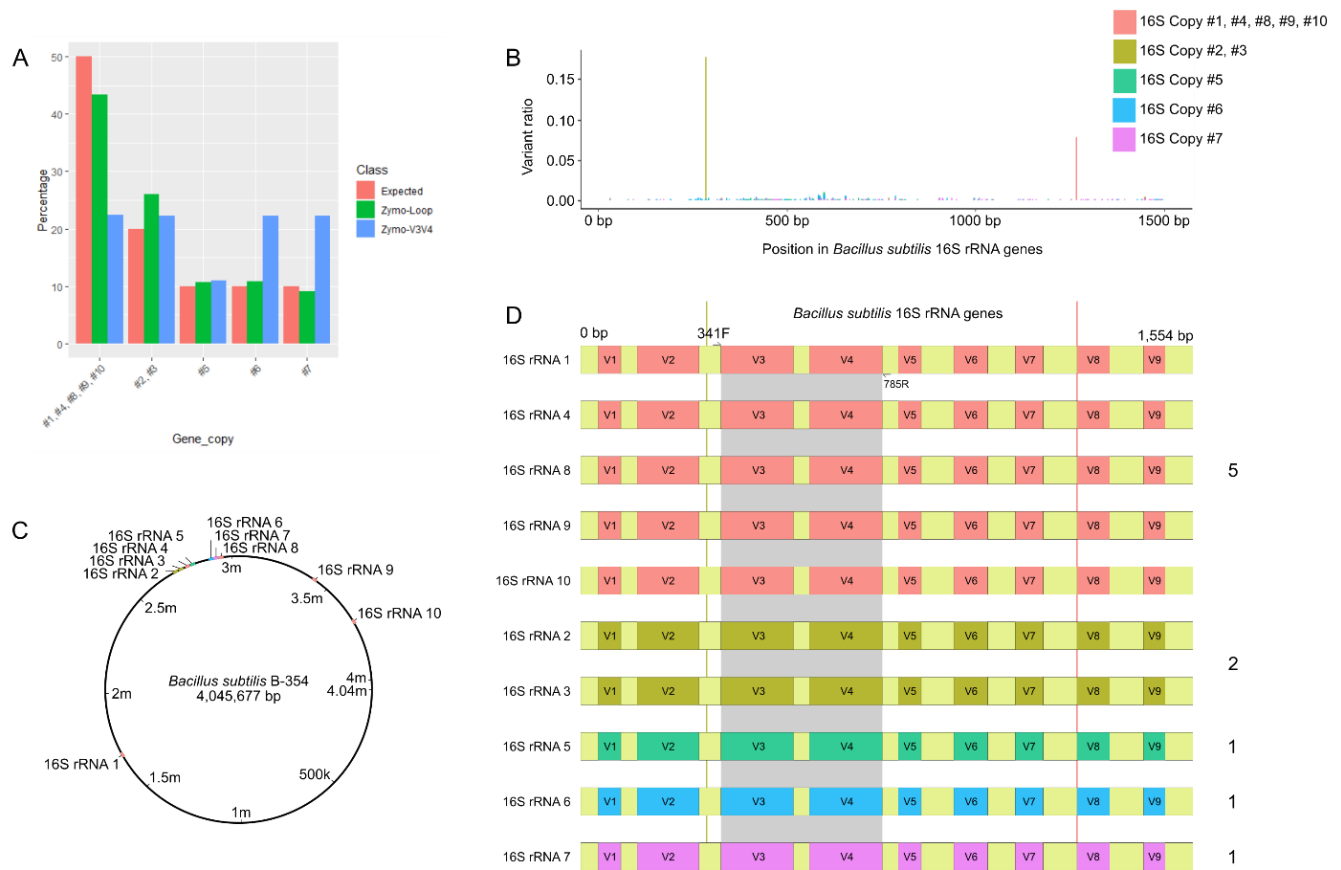 A
50
40
30
20
10
0
Percentage
#1, #4, #8, #9, #10
#2, #3
#5
#6
#7
Gene_copy
Class
Expected
Zymo-Loop
Zymo-V3V4
B
0.15
0.10
0.05
0.00
Variant ratio
0 bp
500 bp
1000 bp
1500 bp
Position in Bacillus subtilis 16S rRNA genes
16S Copy #1, #4, #8, #9, #10
16S Copy #2, #3
16S Copy #5
16S Copy #6
16S Copy #7
C
16S rRNA 6
16S rRNA 7
16S rRNA 8
16S rRNA 5
16S rRNA 4
16S rRNA 3
16S rRNA 2
16S rRNA 9
16S rRNA 10
16S rRNA 1
3m
3.5m
4m
4.04m
500k
1m
1.5m
2m
2.5m
Bacillus subtilis B-354
4,045,677 bp
D
Bacillus subtilis 16S rRNA genes
0 bp
341F
1,554 bp
16S rRNA 1 V1 V2 V3 V4 V5 V6 V7 V8 V9
785R
16S rRNA 4 V1 V2 V3 V4 V5 V6 V7 V8 V9
16S rRNA 8 V1 V2 V3 V4 V5 V6 V7 V8 V9 5
16S rRNA 9 V1 V2 V3 V4 V5 V6 V7 V8 V9
16S rRNA 10 V1 V2 V3 V4 V5 V6 V7 V8 V9
16S rRNA 2 V1 V2 V3 V4 V5 V6 V7 V8 V9
2
16S rRNA 3 V1 V2 V3 V4 V5 V6 V7 V8 V9
16S rRNA 5 V1 V2 V3 V4 V5 V6 V7 V8 V9 1
16S rRNA 6 V1 V2 V3 V4 V5 V6 V7 V8 V9 1
16S rRNA 7 V1 V2 V3 V4 V5 V6 V7 V8 V9 1